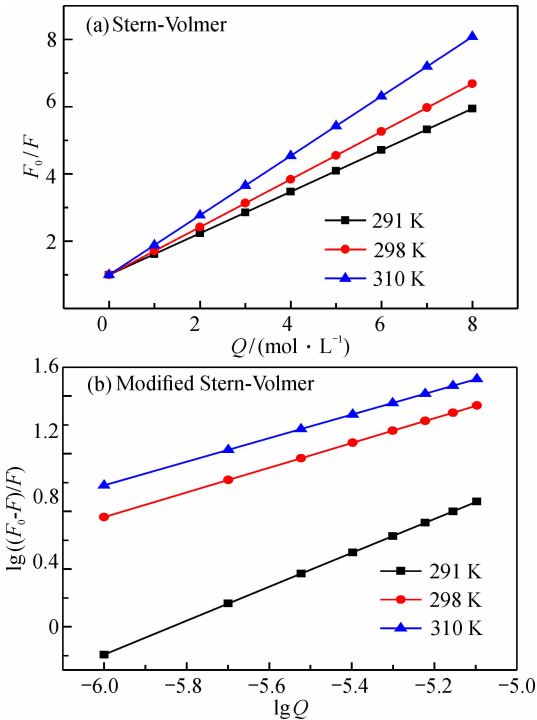 (a) Stern-Volmer
8
6
4
2
F₀/F
291 K
298 K
310 K
0 2 4 6 8
Q/(mol · L⁻¹)
(b) Modified Stern-Volmer
1.6
1.2
0.8
0.4
0
lg((F₀-F)/F)
291 K
298 K
310 K
−6.0 −5.8 −5.6 −5.4 −5.2 −5.0
lgQ